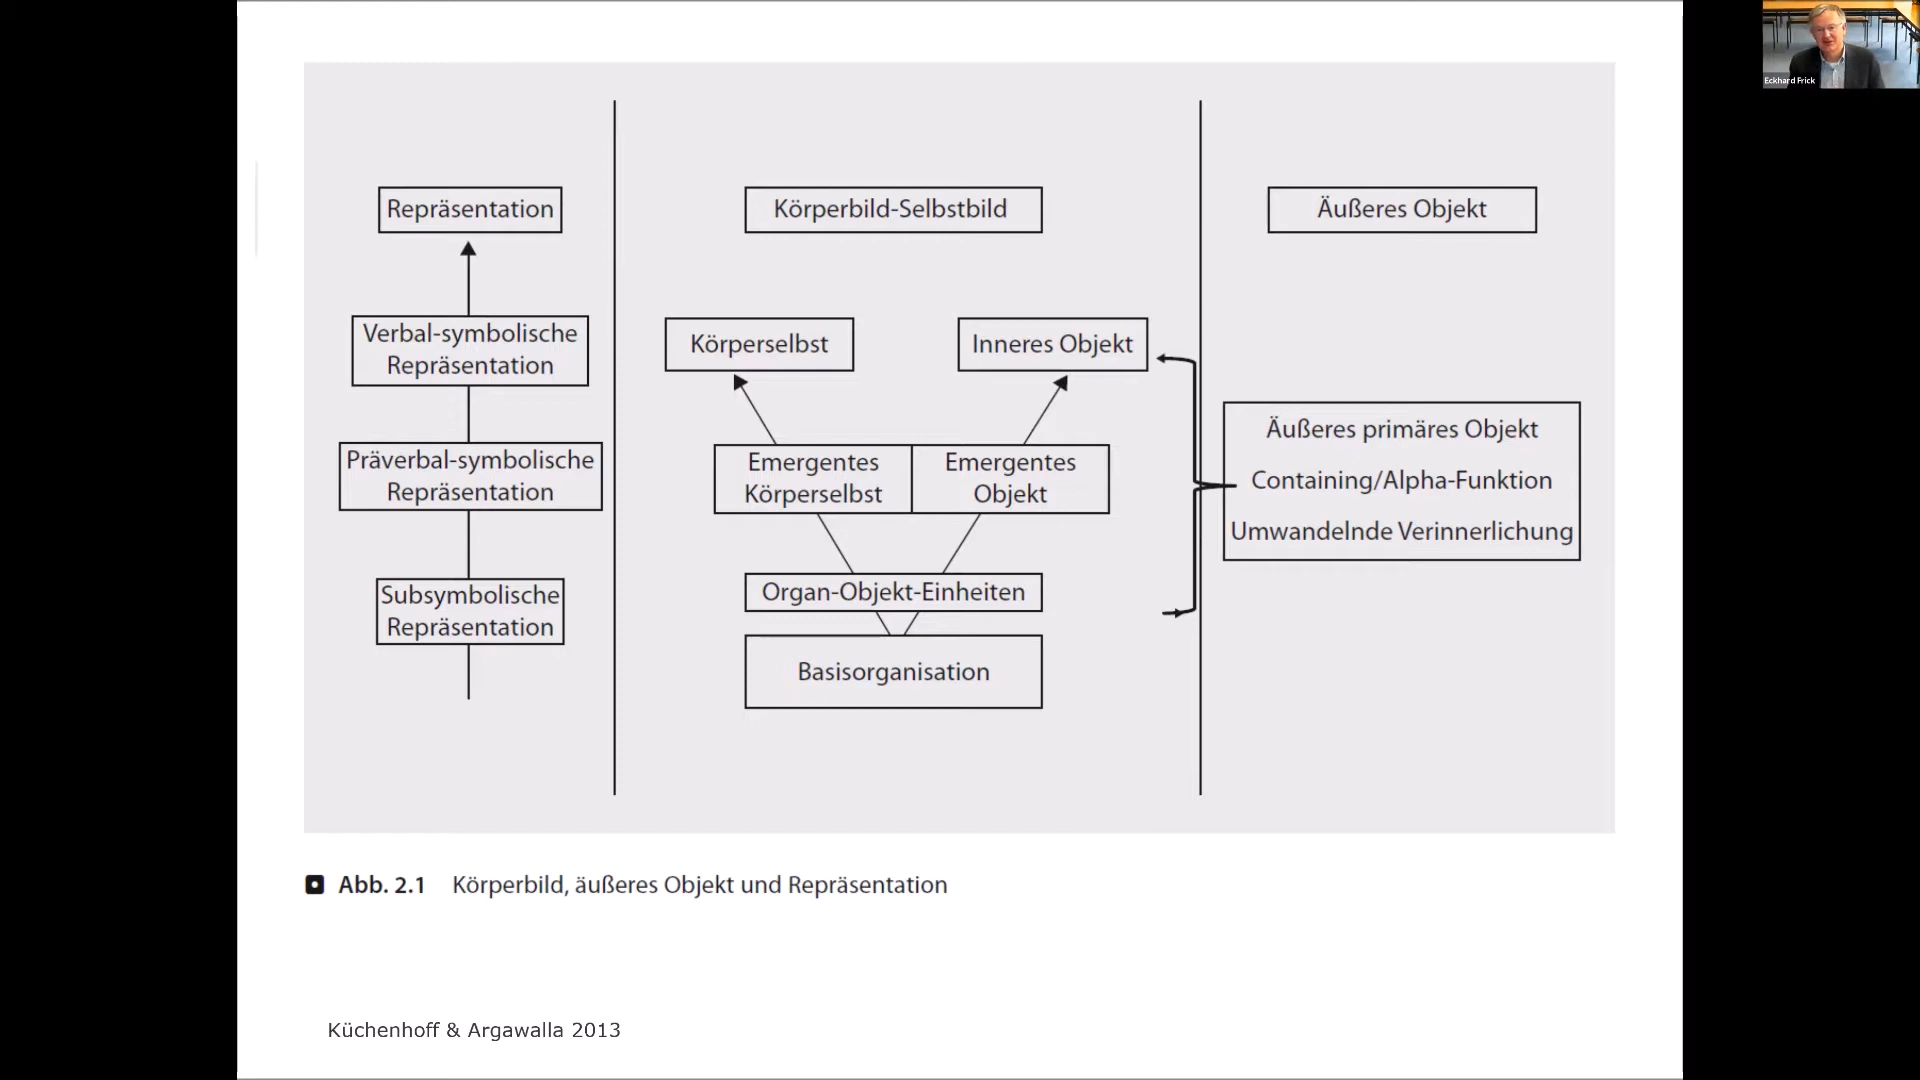 Eckhard Frick
Repräsentation
Körperbild-Selbstbild
Äußeres Objekt
Verbal-symbolische
Repräsentation
Körperselbst
Inneres Objekt
Präverbal-symbolische
Repräsentation
Emergentes
Körperselbst
Emergentes
Objekt
Äußeres primäres Objekt
Containing/Alpha-Funktion
Umwandelnde Verinnerlichung
Subsymbolische
Repräsentation
Organ-Objekt-Einheiten
Basisorganisation
Abb. 2.1 Körperbild, äußeres Objekt und Repräsentation
Küchenhoff & Argawalla 2013